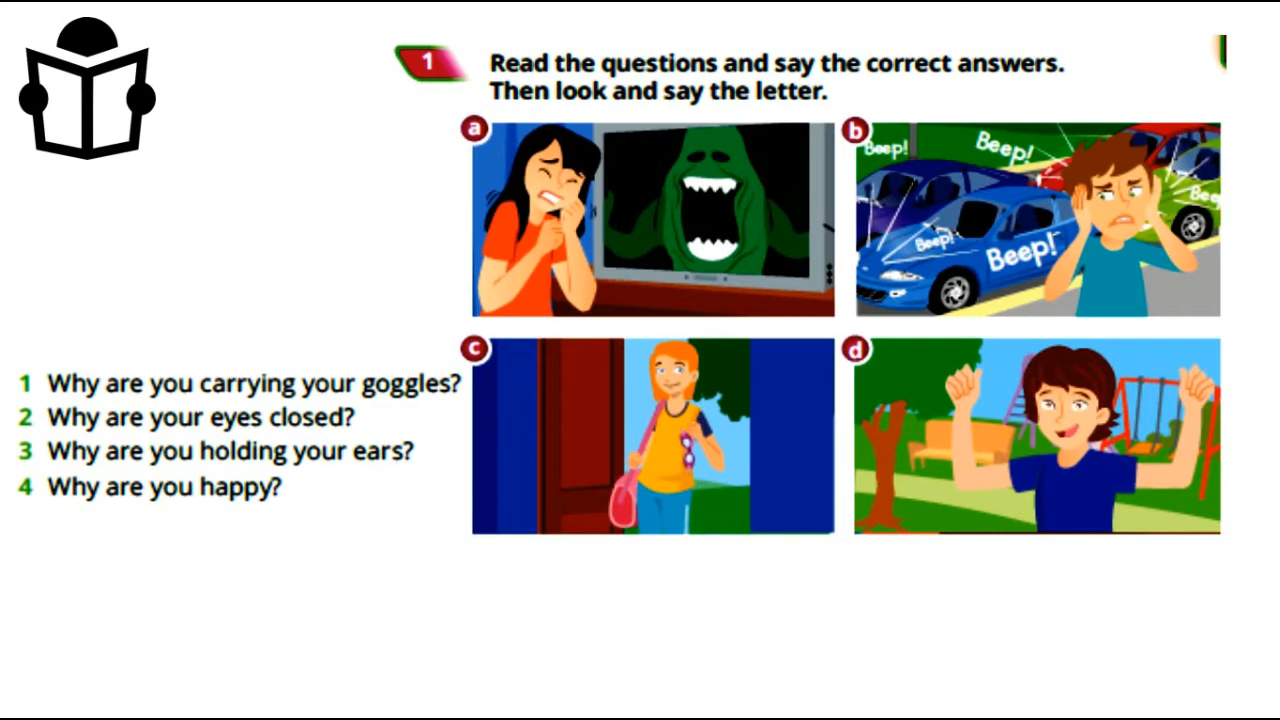 1 Read the questions and say the correct answers.
Then look and say the letter.
a
b
Beep!
Beep!
Beep!
Beep!
Beep!
c
d
1 Why are you carrying your goggles?
2 Why are your eyes closed?
3 Why are you holding your ears?
4 Why are you happy?